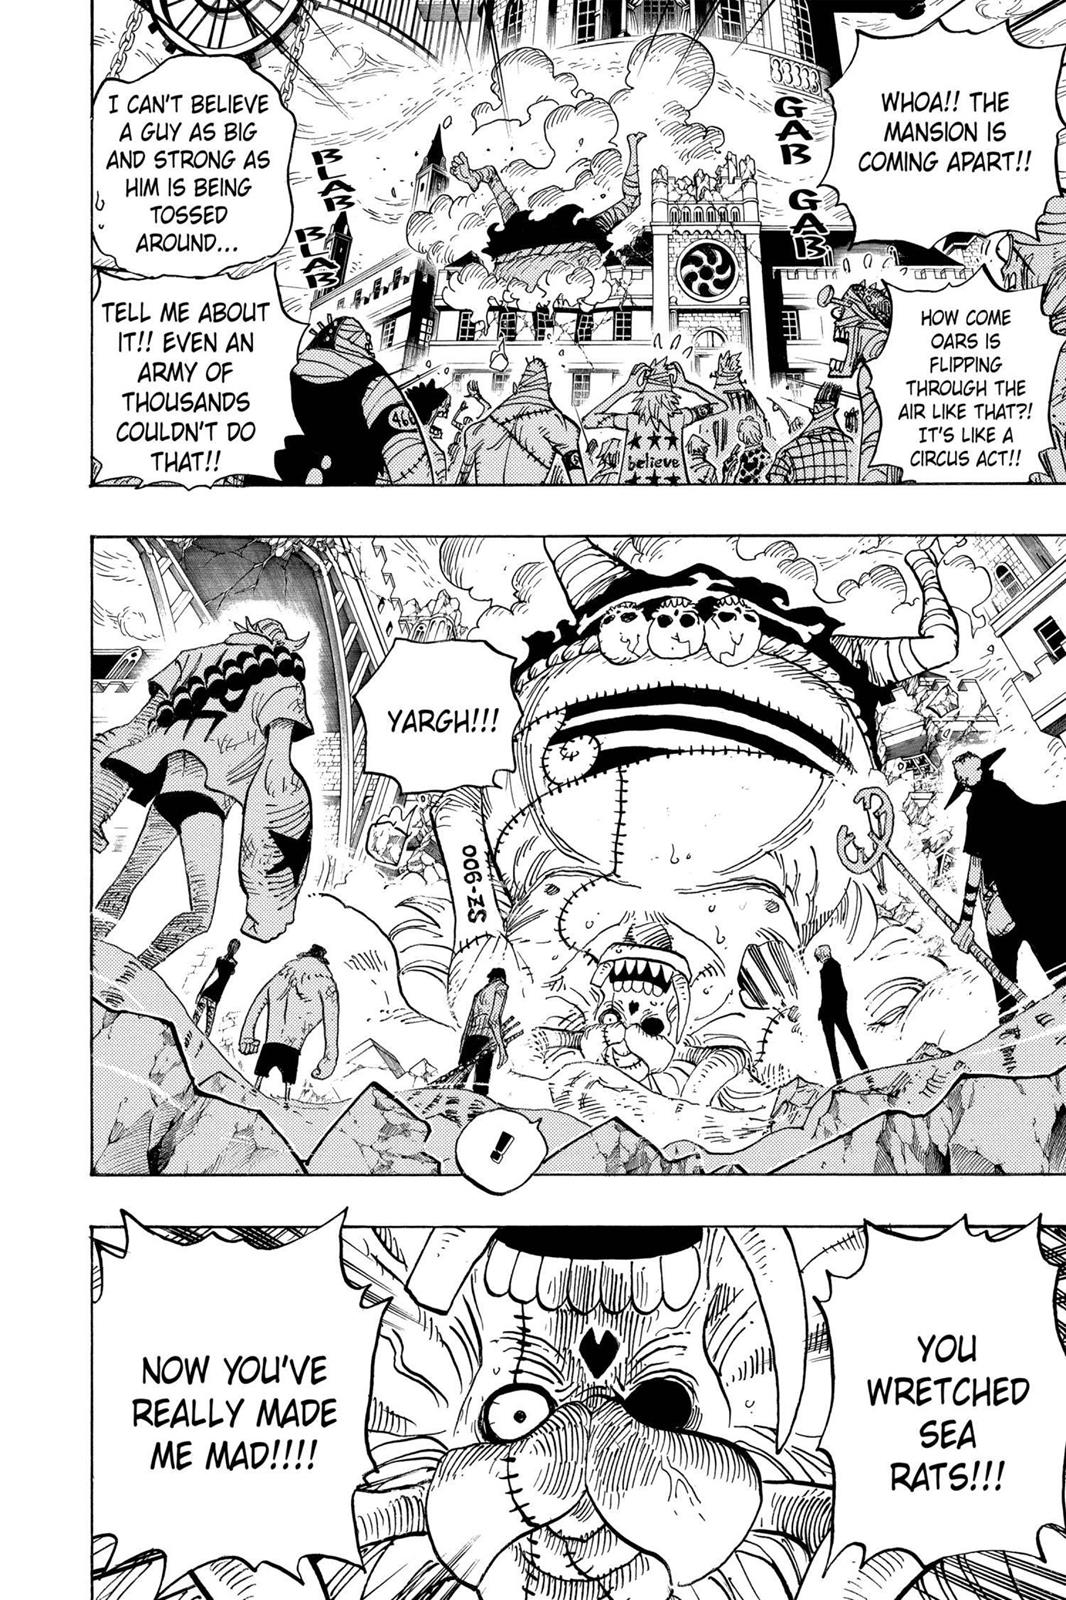 WHOA!! THE
MANSION IS
COMING APART!!
GAB
GAB
HOW COME
OARS IS
FLIPPING
THROUGH THE
AIR LIKE THAT?!
IT'S LIKE A
CIRCUS ACT!!
I CAN'T BELIEVE
A GUY AS BIG
AND STRONG AS
HIM IS BEING
TOSSED
AROUND...
BLAB
BLAB
TELL ME ABOUT
IT!! EVEN AN
ARMY OF
THOUSANDS
COULDN'T DO
THAT!!
believe
YARGH!!!
900-ZS
!
YOU
WRETCHED
SEA
RATS!!!
NOW YOU'VE
REALLY MADE
ME MAD!!!!